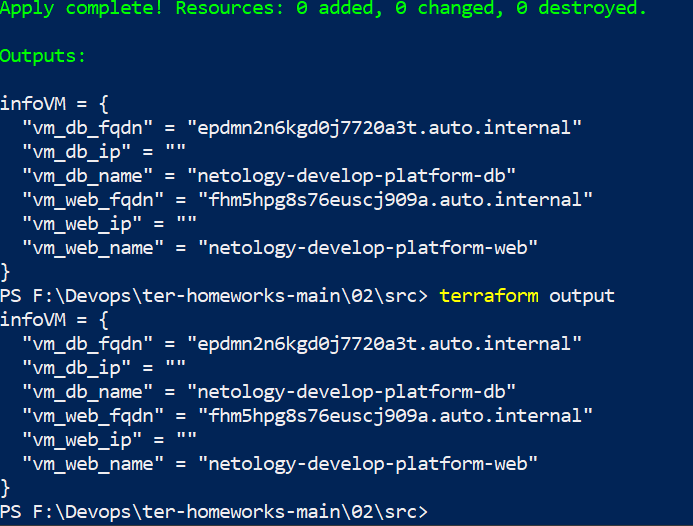 Apply complete! Resources: 0 added, 0 changed, 0 destroyed.
Outputs:
infoVM = {
  "vm_db_fqdn" = "epdmn2n6kgd0j7720a3t.auto.internal"
  "vm_db_ip" = ""
  "vm_db_name" = "netology-develop-platform-db"
  "vm_web_fqdn" = "fhm5hpg8s76euscj909a.auto.internal"
  "vm_web_ip" = ""
  "vm_web_name" = "netology-develop-platform-web"
}
PS F:\Devops\ter-homeworks-main\02\src> terraform output
infoVM = {
  "vm_db_fqdn" = "epdmn2n6kgd0j7720a3t.auto.internal"
  "vm_db_ip" = ""
  "vm_db_name" = "netology-develop-platform-db"
  "vm_web_fqdn" = "fhm5hpg8s76euscj909a.auto.internal"
  "vm_web_ip" = ""
  "vm_web_name" = "netology-develop-platform-web"
}
PS F:\Devops\ter-homeworks-main\02\src>